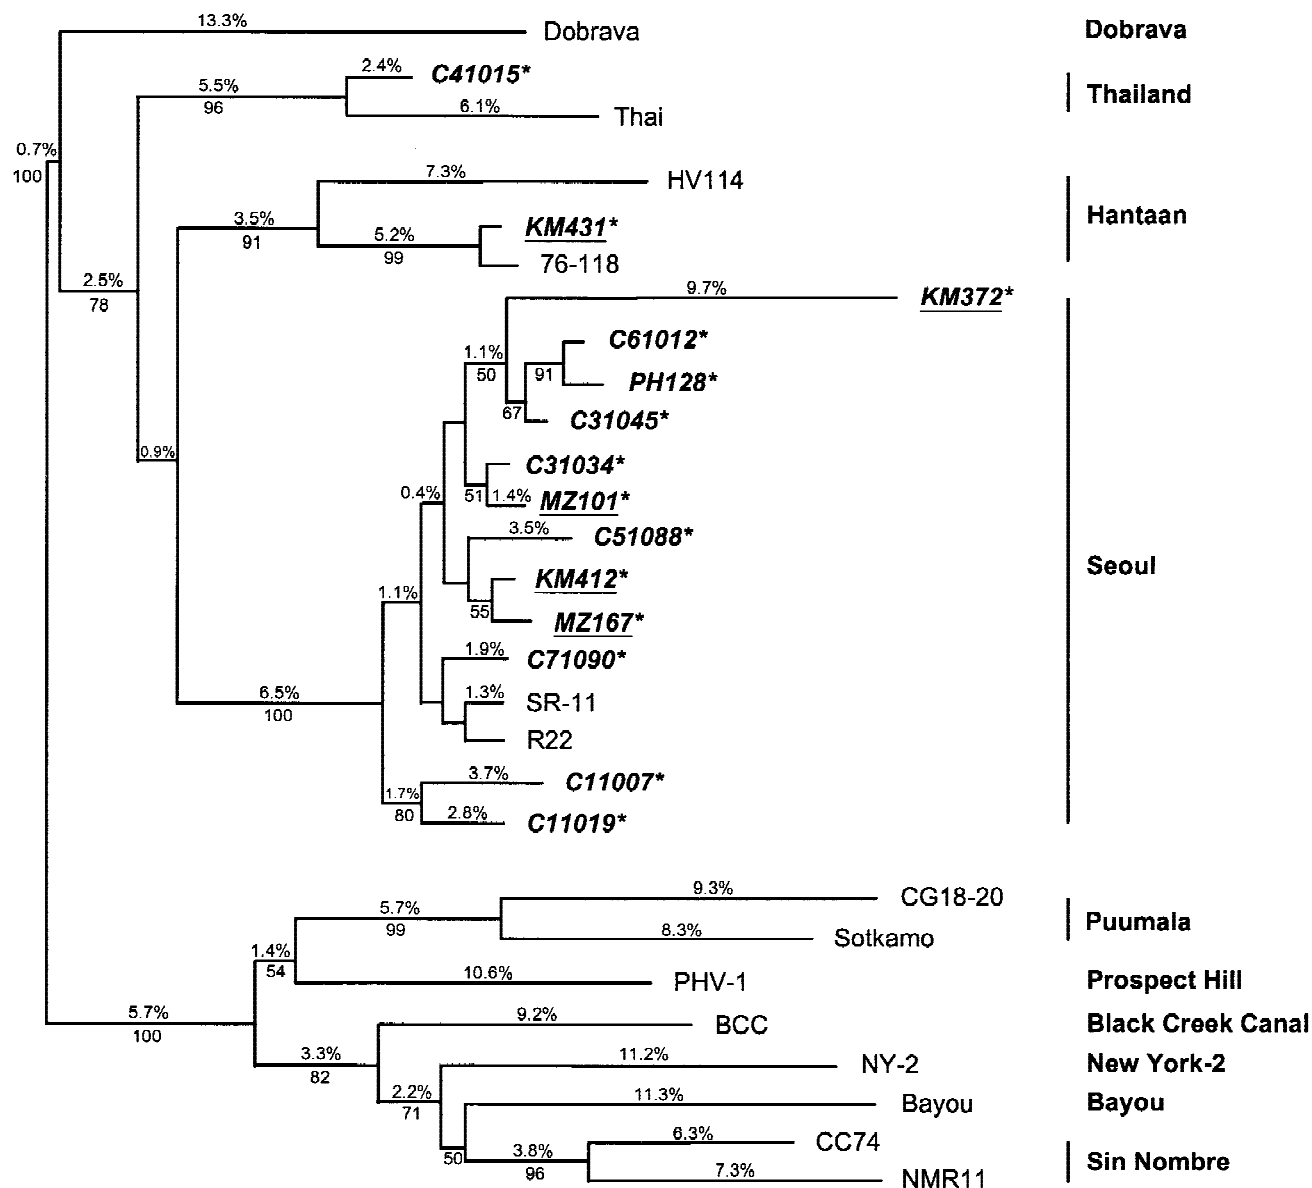 13.3%
Dobrava
Dobrava
2.4%
C41015*
5.5%
96
6.1%
Thai
Thailand
0.7%
100
7.3%
HV114
3.5%
91
KM431*
5.2%
99
76-118
Hantaan
2.5%
78
9.7%
KM372*
C61012*
1.1%
50
91
PH128*
67
C31045*
0.9%
C31034*
0.4%
51
1.4%
MZ101*
3.5%
C51088*
Seoul
KM412*
1.1%
55
MZ167*
1.9%
C71090*
6.5%
100
1.3%
SR-11
R22
3.7%
C11007*
1.7%
80
2.8%
C11019*
9.3%
CG18-20
5.7%
99
8.3%
Sotkamo
Puumala
1.4%
54
10.6%
PHV-1
Prospect Hill
5.7%
100
9.2%
BCC
Black Creek Canal
3.3%
82
11.2%
NY-2
New York-2
2.2%
71
11.3%
Bayou
Bayou
6.3%
CC74
50
3.8%
96
7.3%
NMR11
Sin Nombre